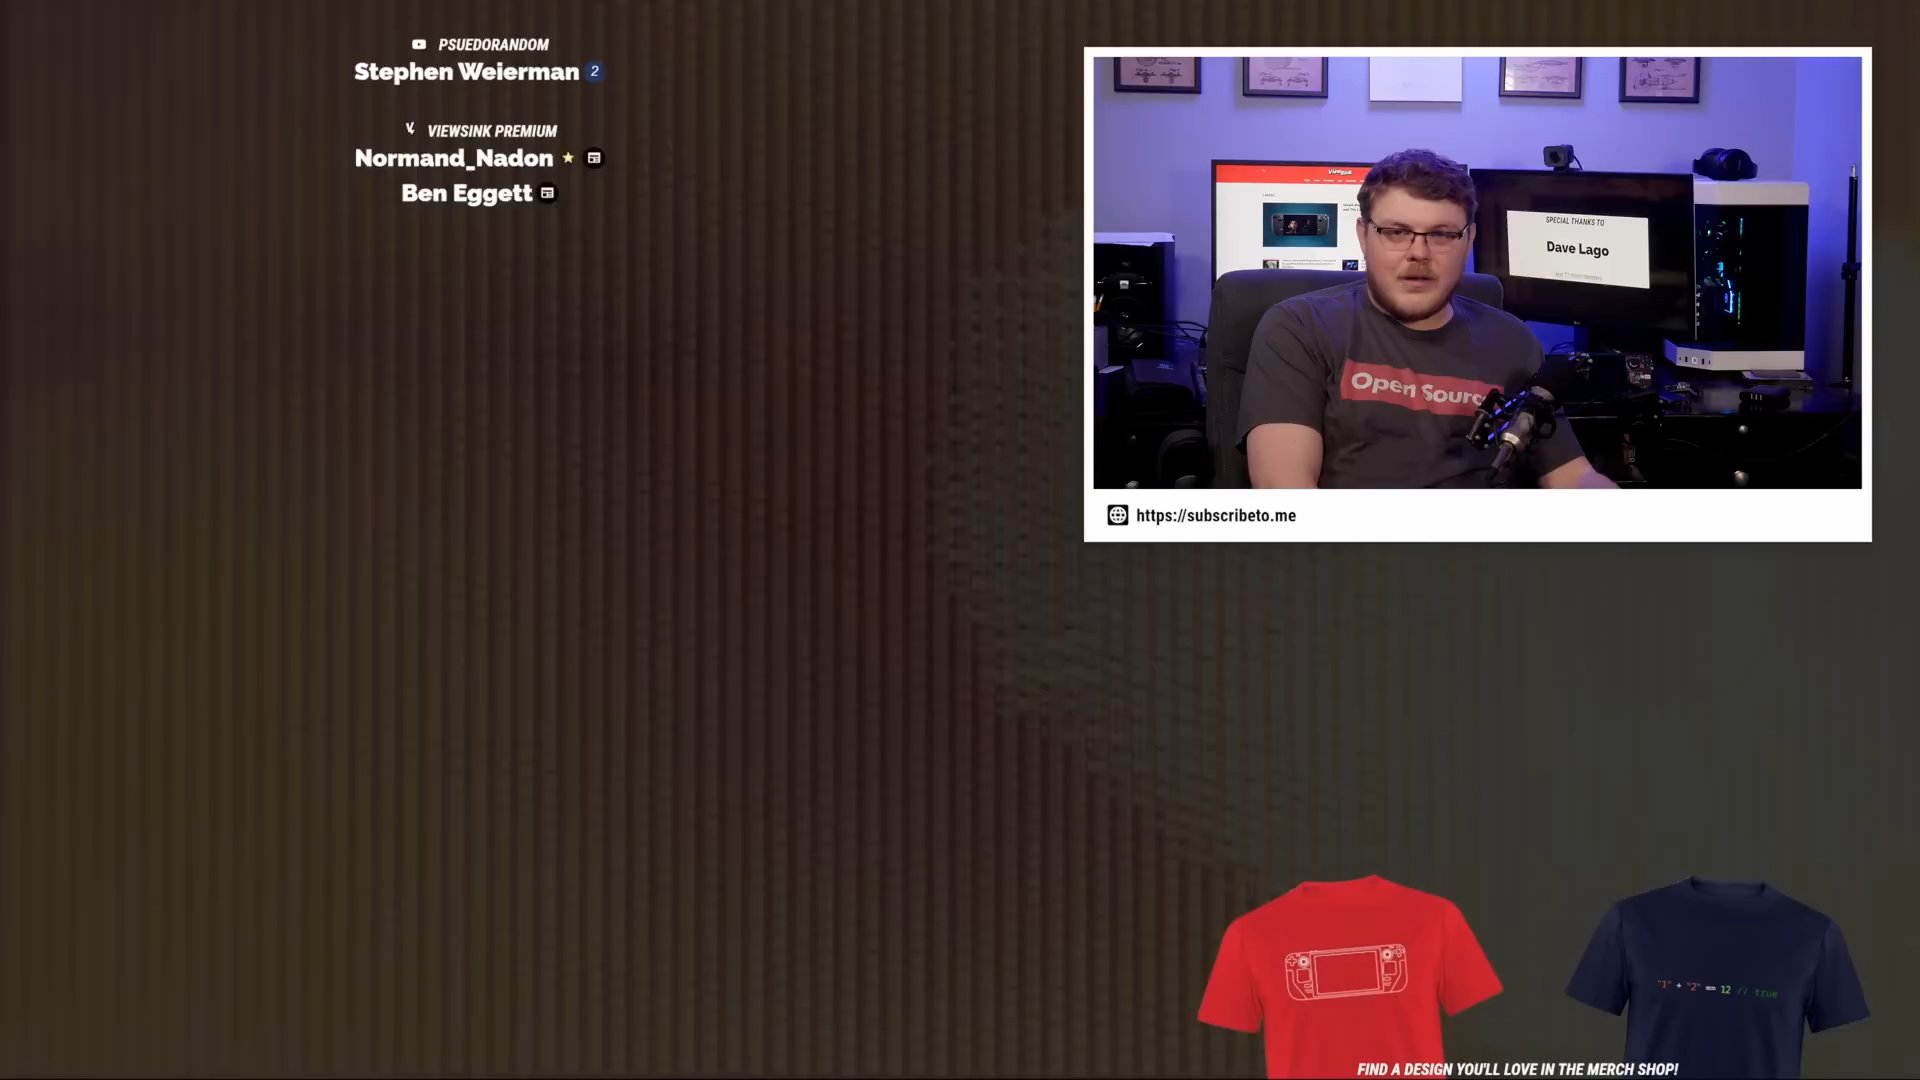 PSUEDORANDOM
Stephen Weierman 2
VIEWSINK PREMIUM
Normand_Nadon
Ben Eggett
SPECIAL THANKS TO
Dave Lago
Open Sourc
https://subscribeto.me
"1" + "2" == 12 // true
FIND A DESIGN YOU'LL LOVE IN THE MERCH SHOP!